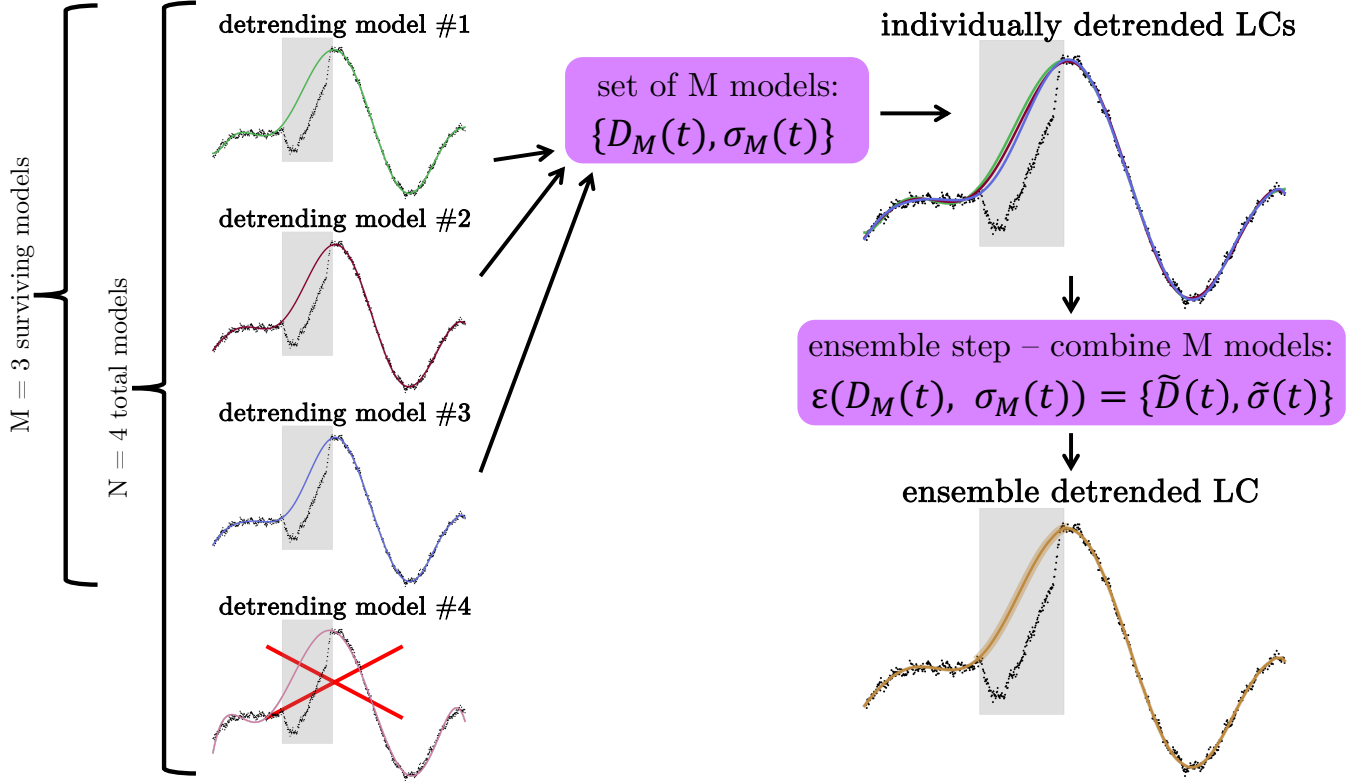 M = 3 surviving models
N = 4 total models
detrending model #1
detrending model #2
detrending model #3
detrending model #4
set of M models:
{D_M(t), σ_M(t)}
individually detrended LCs
ensemble step – combine M models:
ε(D_M(t), σ_M(t)) = {D̃(t), σ̃(t)}
ensemble detrended LC